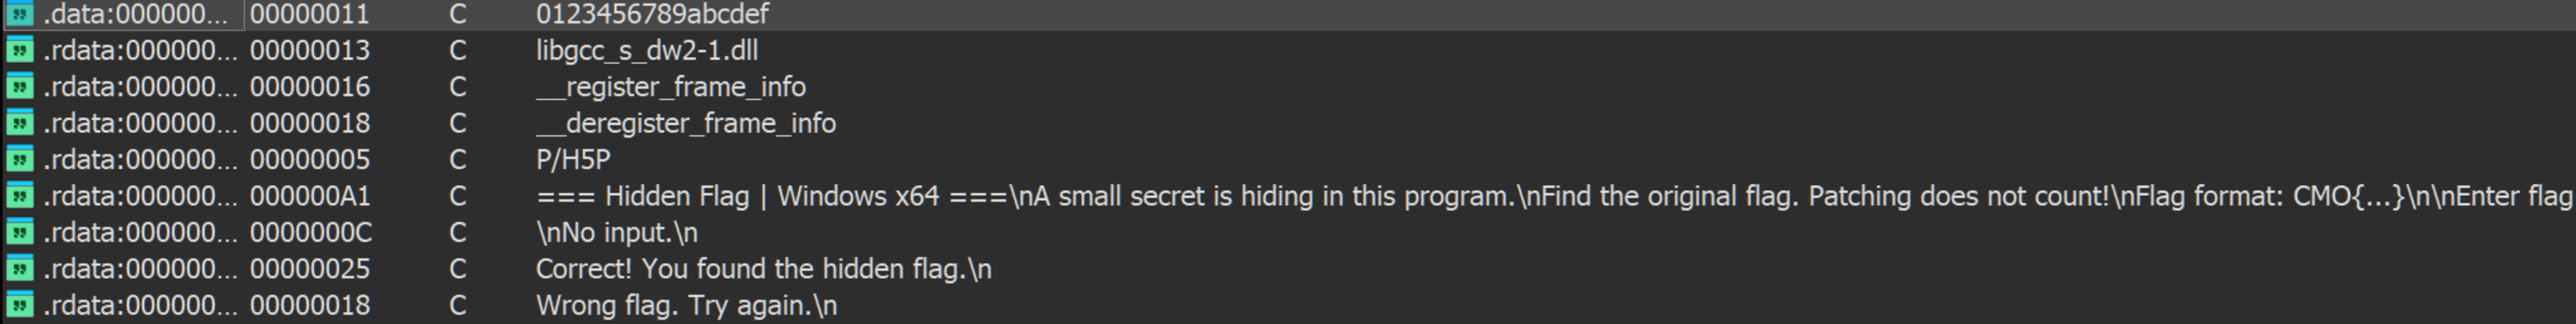 .data:000000... 00000011 C 0123456789abcdef
.rdata:000000... 00000013 C libgcc_s_dw2-1.dll
.rdata:000000... 00000016 C __register_frame_info
.rdata:000000... 00000018 C __deregister_frame_info
.rdata:000000... 00000005 C P/H5P
.rdata:000000... 000000A1 C === Hidden Flag | Windows x64 ===\nA small secret is hiding in this program.\nFind the original flag. Patching does not count!\nFlag format: CMO{...}\n\nEnter flag
.rdata:000000... 0000000C C \nNo input.\n
.rdata:000000... 00000025 C Correct! You found the hidden flag.\n
.rdata:000000... 00000018 C Wrong flag. Try again.\n